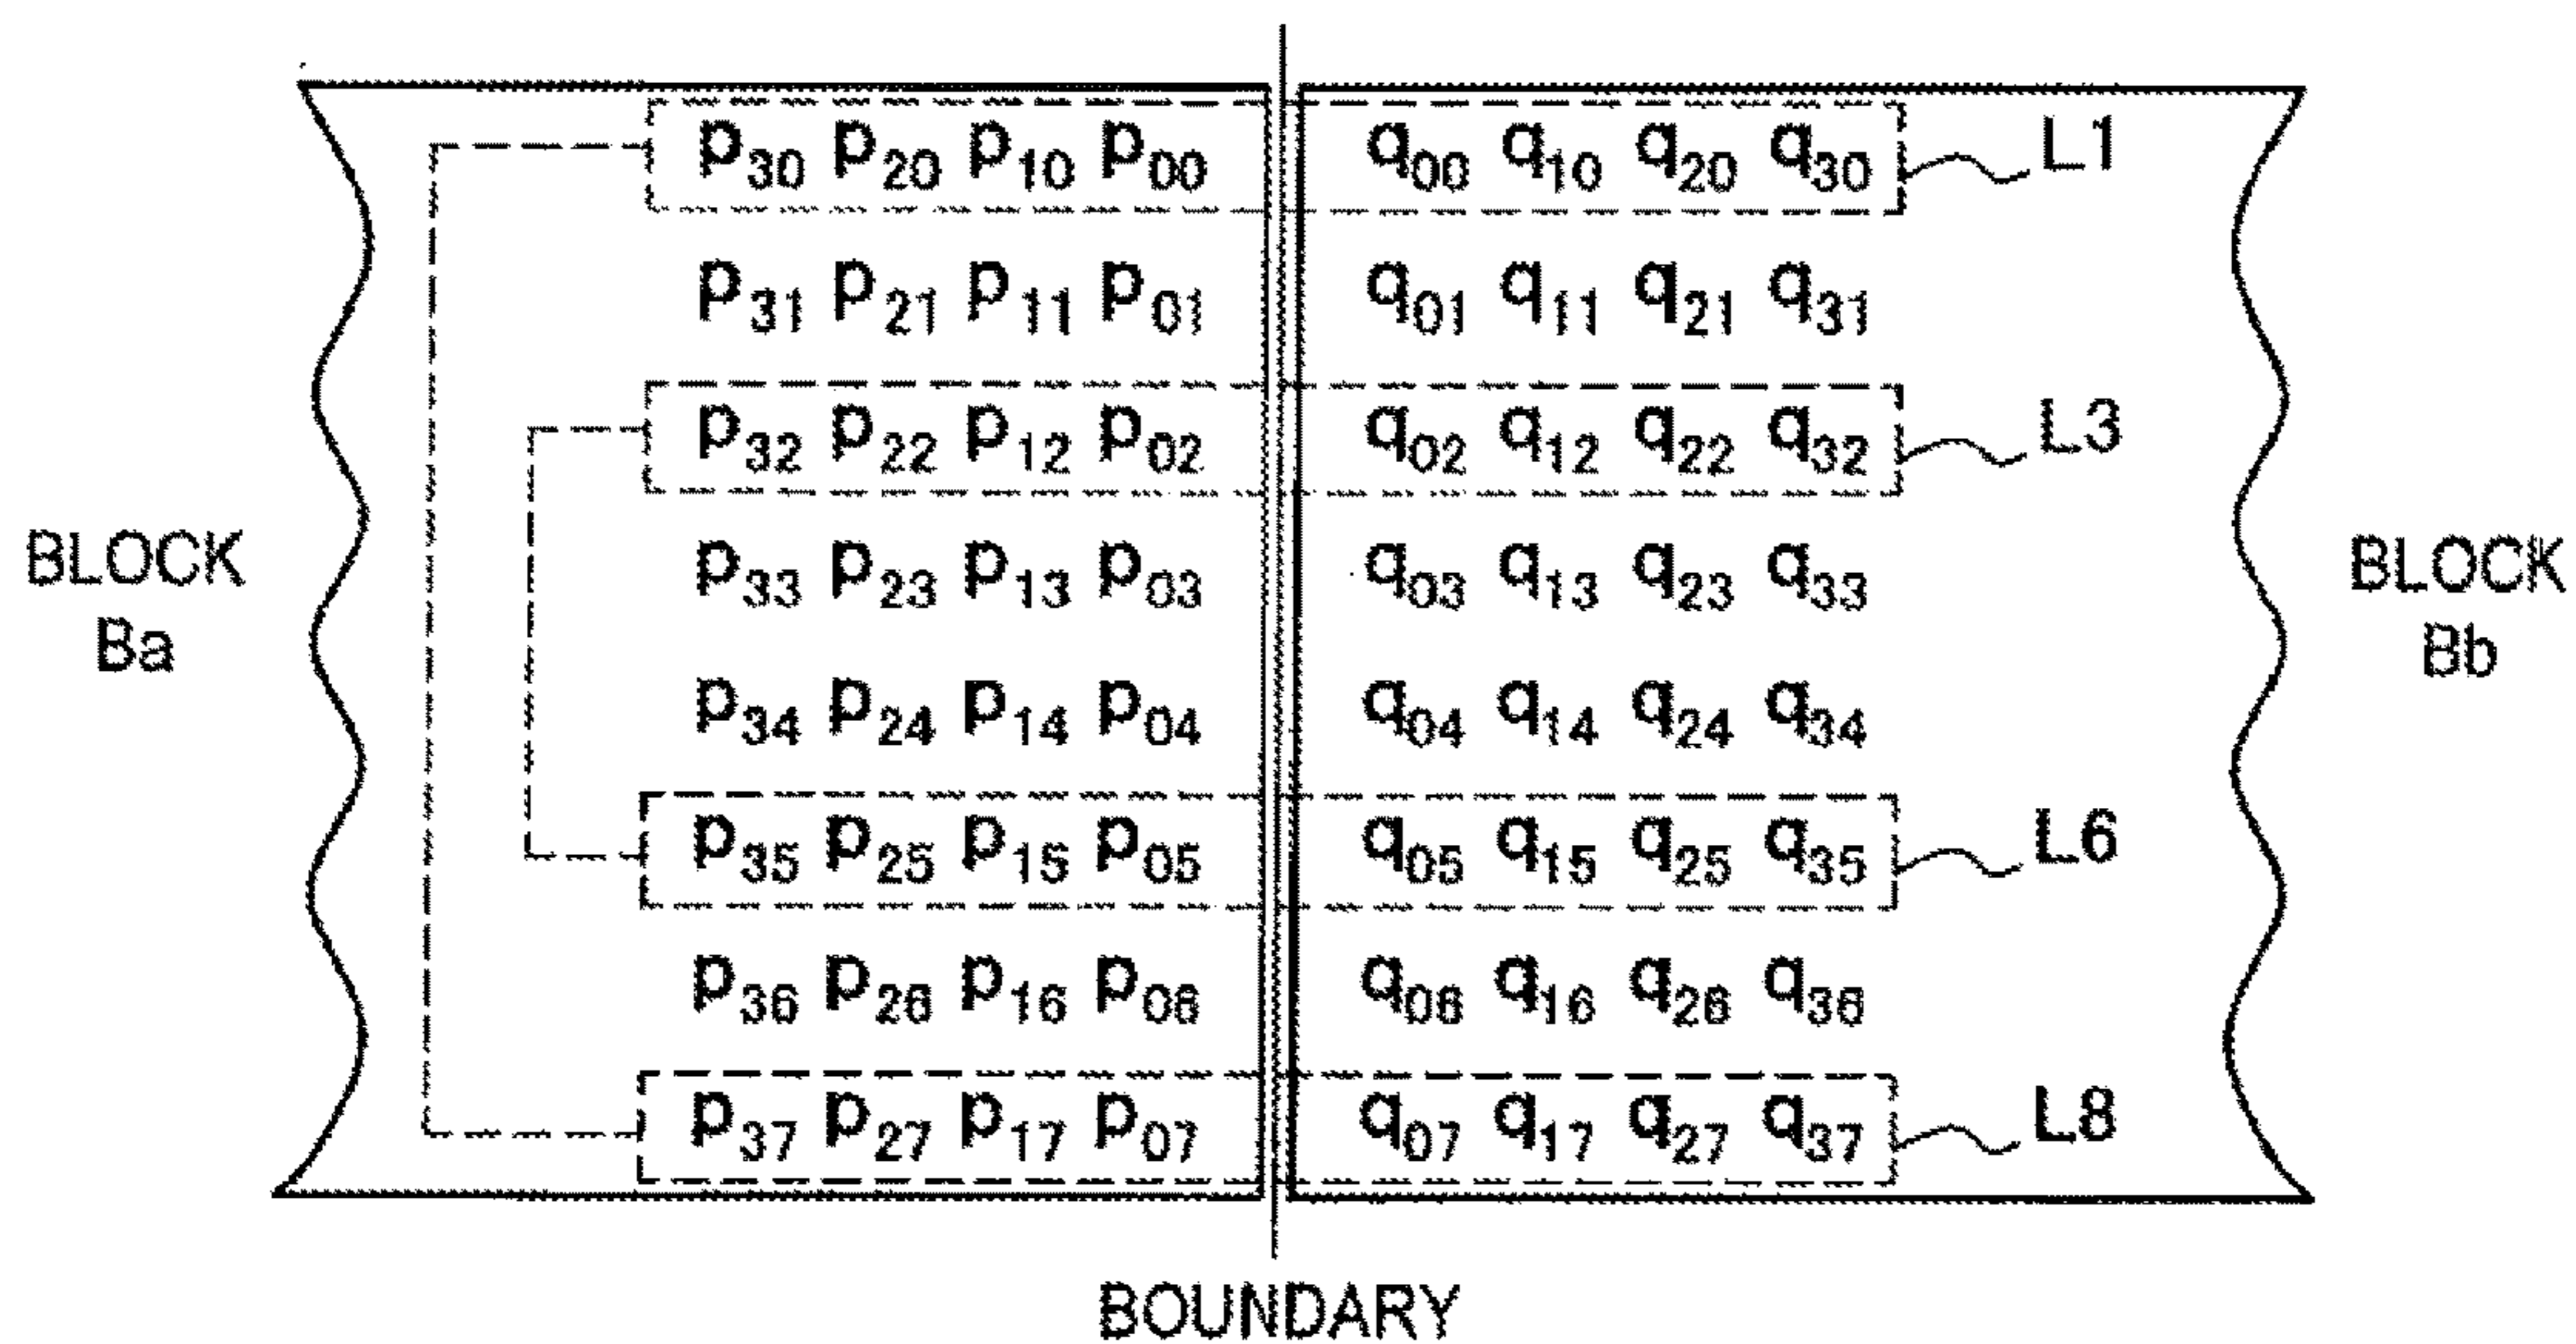 p30 p20 p10 p00 q00 q10 q20 q30 L1
p31 p21 p11 p01 q01 q11 q21 q31
p32 p22 p12 p02 q02 q12 q22 q32 L3
BLOCK Ba
p33 p23 p13 p03 q03 q13 q23 q33
BLOCK Bb
p34 p24 p14 p04 q04 q14 q24 q34
p35 p25 p15 p05 q05 q15 q25 q35 L6
p36 p26 p16 p06 q06 q16 q26 q36
p37 p27 p17 p07 q07 q17 q27 q37 L8
BOUNDARY